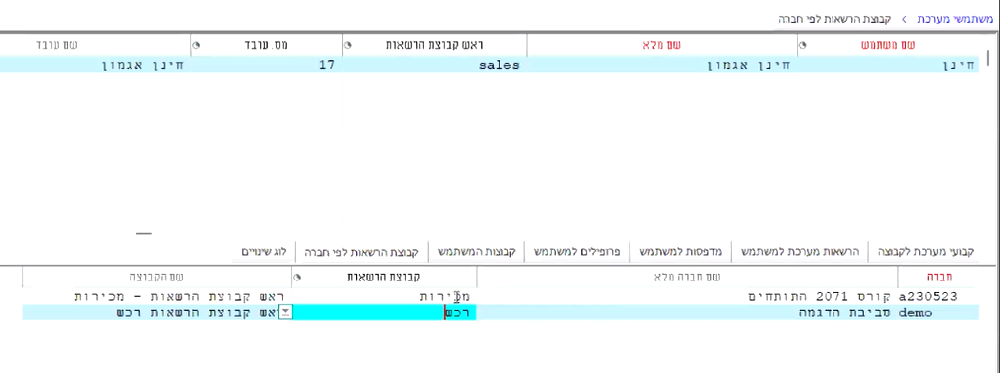 משתמשי מערכת > קבוצת הרשאות לפי חברה
שם משתמש שם מלא ראש קבוצת הרשאות מס. עובד שם עובד
חינן חינן אגמון sales 17 חינן אגמון
קבועי מערכת לקבוצה הרשאות מערכת למשתמש מדפסות למשתמש פרופילים למשתמש קבוצות המשתמש קבוצת הרשאות לפי חברה לוג שינויים
חברה שם חברה מלא קבוצת הרשאות שם הקבוצה
a230523 קורס 2071 התותחים מכירות ראש קבוצת הרשאות - מכירות
demo סביבת הדגמה רכש אש קבוצת הרשאות רכש